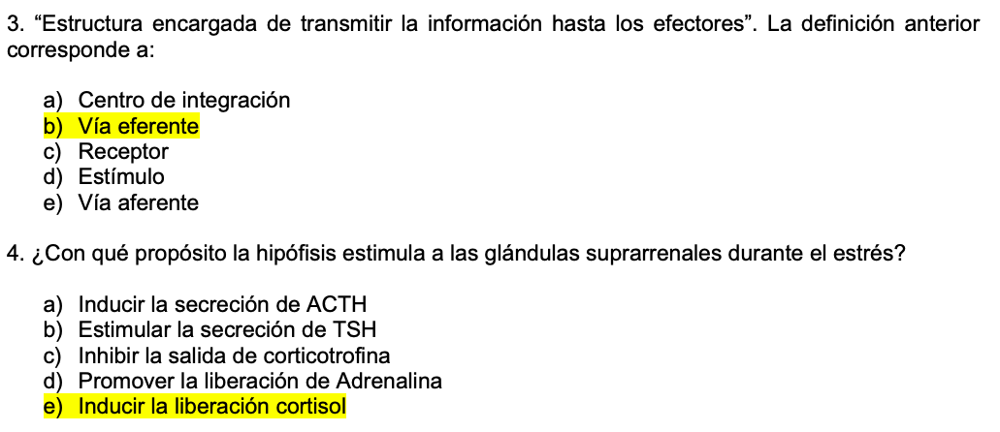 3. “Estructura encargada de transmitir la información hasta los efectores”. La definición anterior
corresponde a:
a) Centro de integración
b) Vía eferente
c) Receptor
d) Estímulo
e) Vía aferente
4. ¿Con qué propósito la hipófisis estimula a las glándulas suprarrenales durante el estrés?
a) Inducir la secreción de ACTH
b) Estimular la secreción de TSH
c) Inhibir la salida de corticotrofina
d) Promover la liberación de Adrenalina
e) Inducir la liberación cortisol